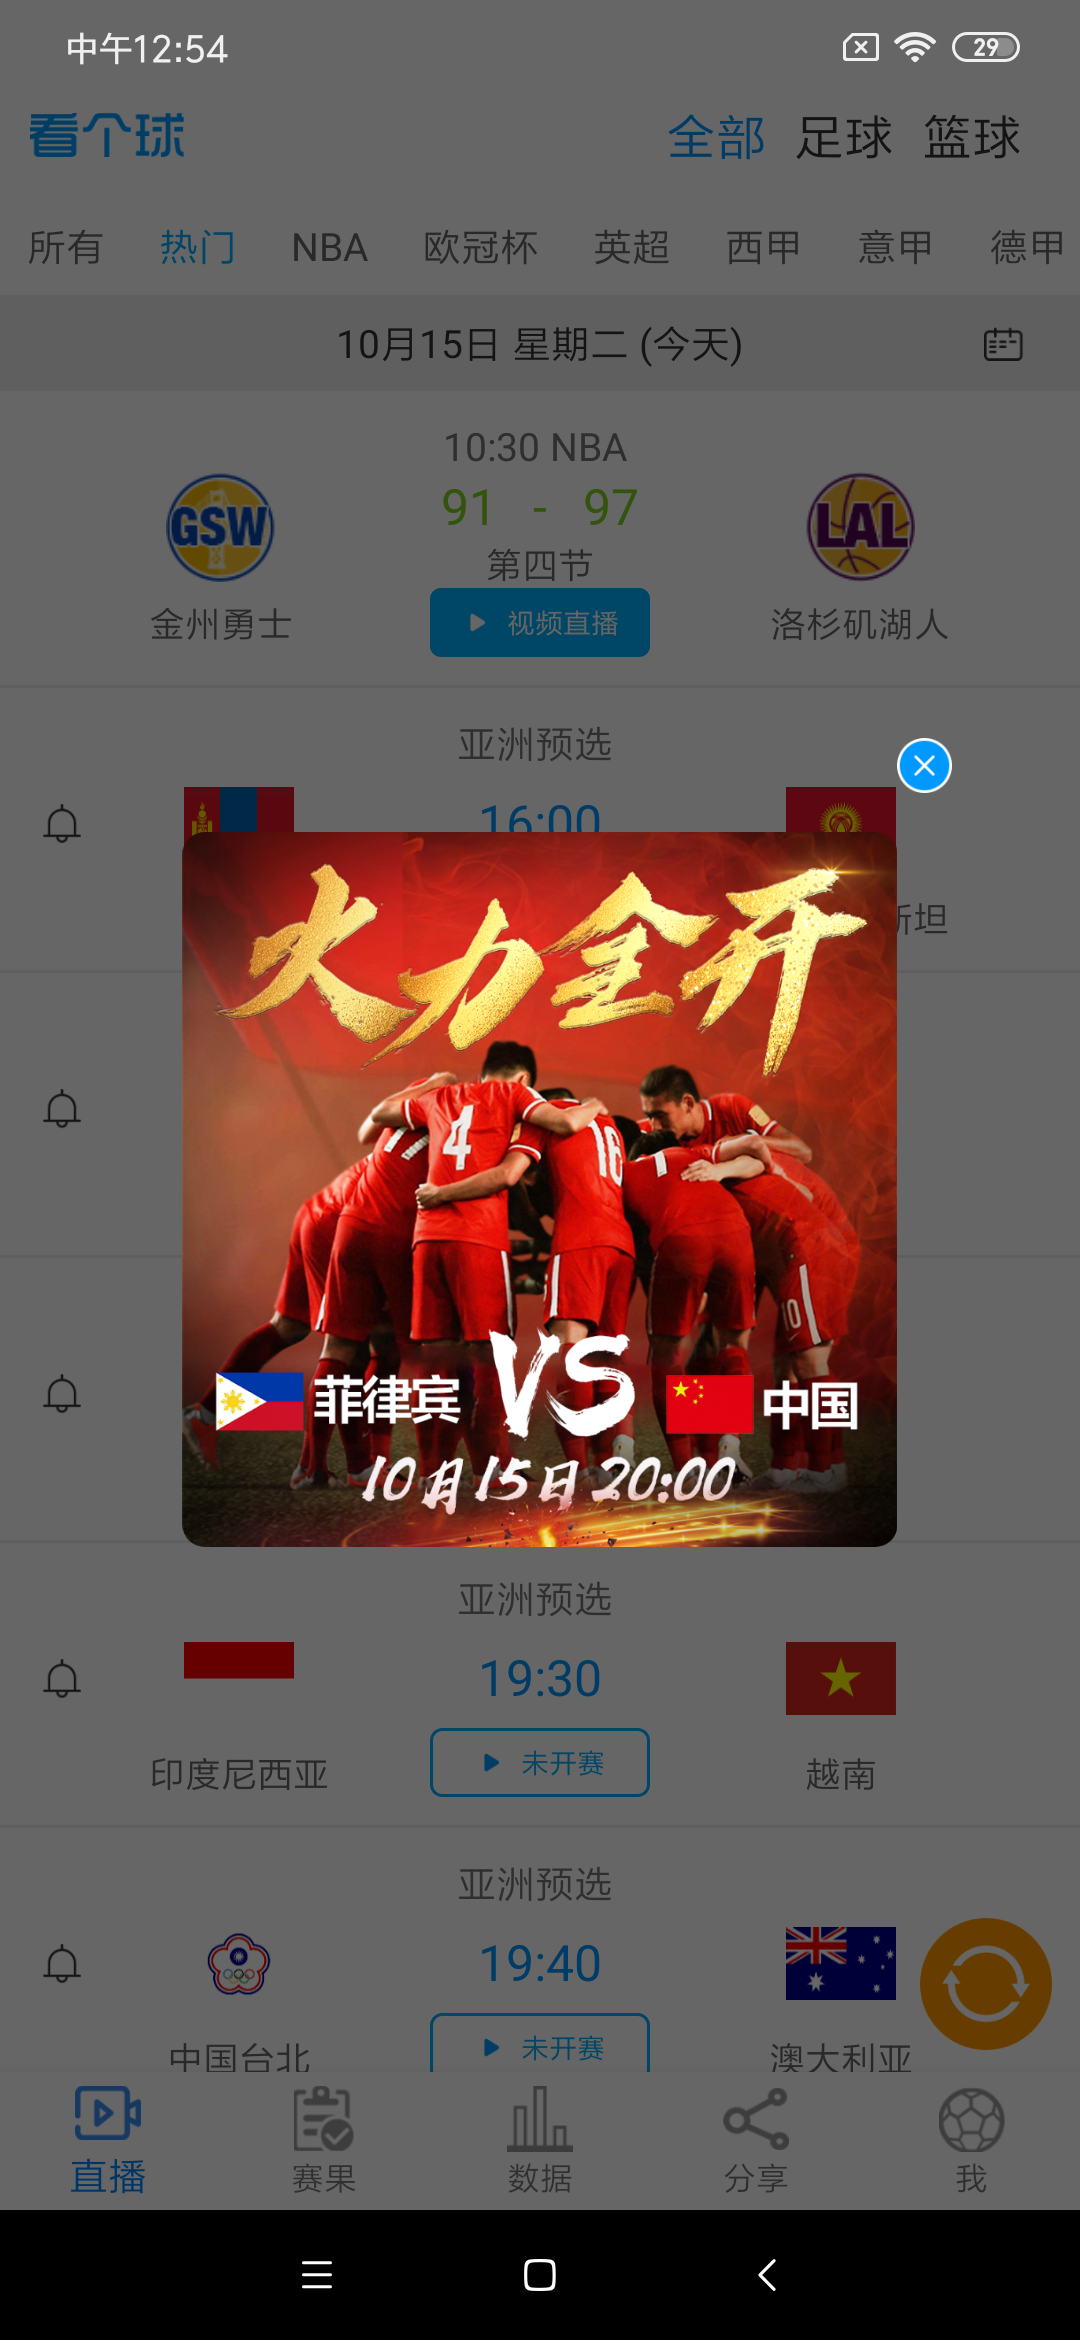 中午12:54
29
看个球
全部 足球 篮球
所有 热门 NBA 欧冠杯 英超 西甲 意甲 德甲
10月15日 星期二 (今天)
10:30 NBA
GSW 91 - 97 LAL
第四节
金州勇士 视频直播 洛杉矶湖人
亚洲预选
16:00
斯坦
火力全开
4 16
10
菲律宾 VS 中国
10月15日 20:00
亚洲预选
19:30
印度尼西亚 未开赛 越南
亚洲预选
19:40
中国台北 未开赛 澳大利亚
直播 赛果 数据 分享 我